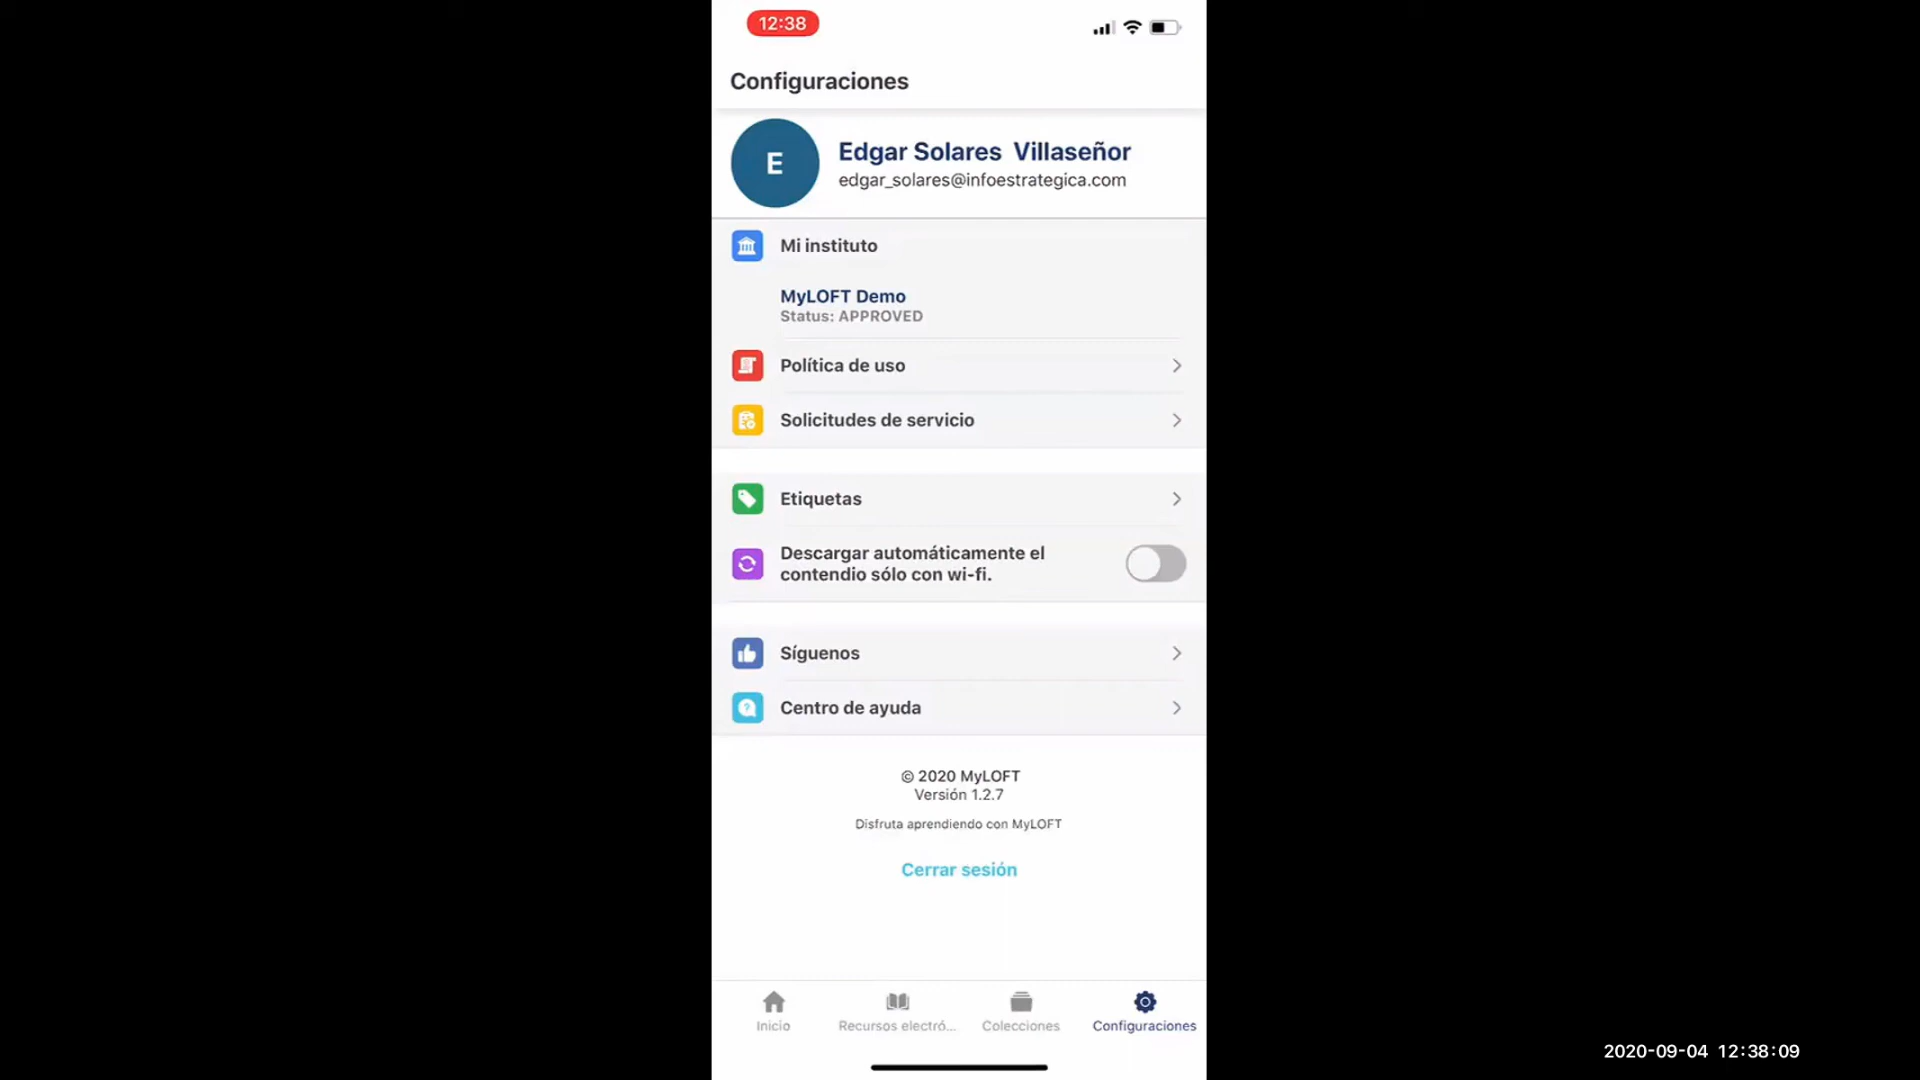 12:38
Configuraciones
E
Edgar Solares Villaseñor
edgar_solares@infoestrategica.com
Mi instituto
MyLOFT Demo
Status: APPROVED
Política de uso
Solicitudes de servicio
Etiquetas
Descargar automáticamente el
contendio sólo con wi-fi.
Síguenos
Centro de ayuda
© 2020 MyLOFT
Versión 1.2.7
Disfruta aprendiendo con MyLOFT
Cerrar sesión
Inicio
Recursos electró...
Colecciones
Configuraciones
2020-09-04 12:38:09